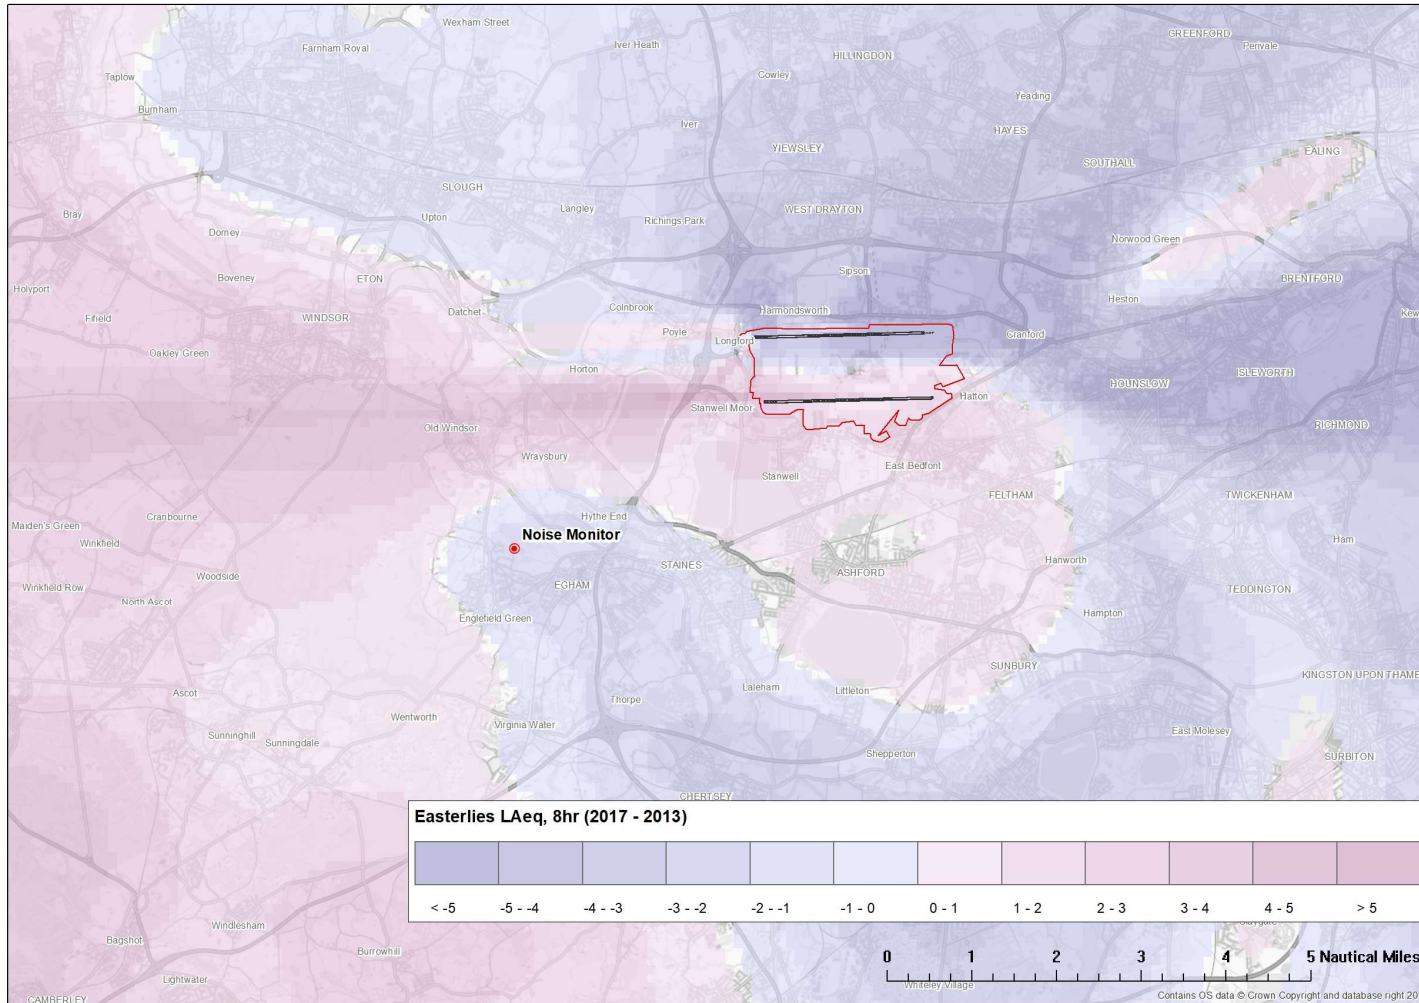 Wexham Street
GREENFORD
Farnham Royal
Iver Heath
Perivale
HILLINGDON
Taplow
Cowley
Yeading
Burnham
Iver
HAYES
YIEWSLEY
EALING
SOUTHALL
SLOUGH
Langley
WEST DRAYTON
Bray
Upton
Richings Park
Dorney
Norwood Green
Boveney
ETON
Sipson
BRENTFORD
Holyport
Datchet
Colnbrook
Harmondsworth
Heston
Fifield
WINDSOR
Poyle
Longford
Cranford
Kew
Oakley Green
Horton
HOUNSLOW
ISLEWORTH
Stanwell Moor
Hatton
Old Windsor
RICHMOND
Wraysbury
Stanwell
East Bedfont
FELTHAM
TWICKENHAM
Maiden's Green
Cranbourne
Hythe End
Winkfield
Noise Monitor
Ham
STAINES
Hanworth
Winkfield Row
Woodside
EGHAM
ASHFORD
TEDDINGTON
North Ascot
Englefield Green
Hampton
SUNBURY
KINGSTON UPON THAME
Ascot
Thorpe
Laleham
Littleton
Wentworth
Virginia Water
East Molesey
Sunninghill
Sunningdale
Shepperton
SURBITON
CHERTSEY
Easterlies LAeq, 8hr (2017 - 2013)
< -5 -5 - -4 -4 - -3 -3 - -2 -2 - -1 -1 - 0 0 - 1 1 - 2 2 - 3 3 - 4 4 - 5 > 5
Windlesham
Claygate
Bagshot
Burrowhill
0 1 2 3 4 5 Nautical Miles
Lightwater
Whiteley Village
CAMBERLEY
Contains OS data © Crown Copyright and database right 20